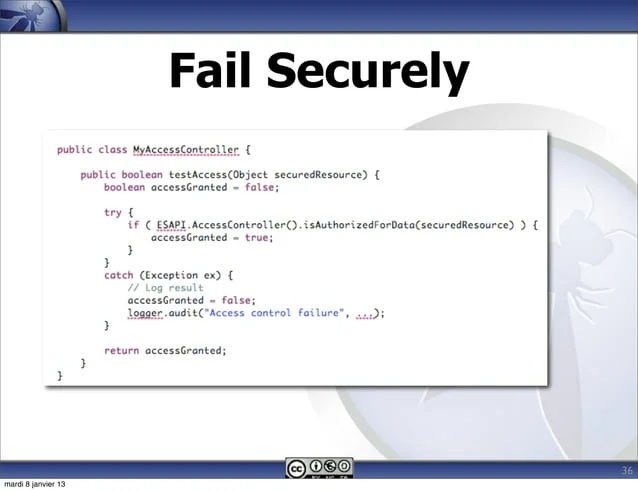 Fail Securely
public class MyAccessController {
public boolean testAccess(Object securedResource) {
boolean accessGranted = false;
try {
if ( ESAPI.AccessController().isAuthorizedForData(securedResource) ) {
accessGranted = true;
}
}
catch (Exception ex) {
// Log result
accessGranted = false;
logger.audit("Access control failure", ...);
}
return accessGranted;
}
}
cc
36
mardi 8 janvier 13